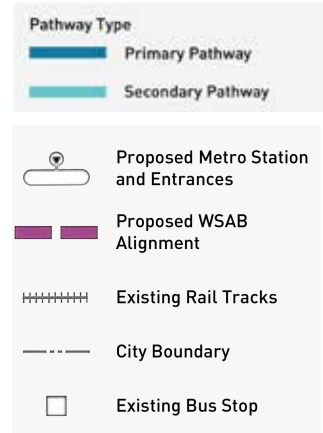 Pathway Type
Primary Pathway
Secondary Pathway
Proposed Metro Station
and Entrances
Proposed WSAB
Alignment
Existing Rail Tracks
City Boundary
Existing Bus Stop